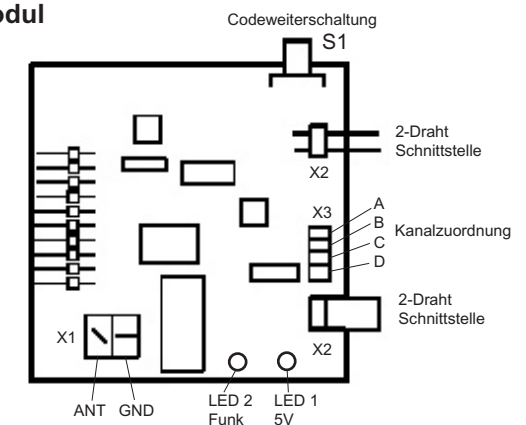 odul
Codeweiterschaltung
S1
2-Draht
Schnittstelle
X2
X3
A
B
C
D
Kanalzuordnung
2-Draht
Schnittstelle
X2
X1
ANT GND
LED 2
Funk
LED 1
5V